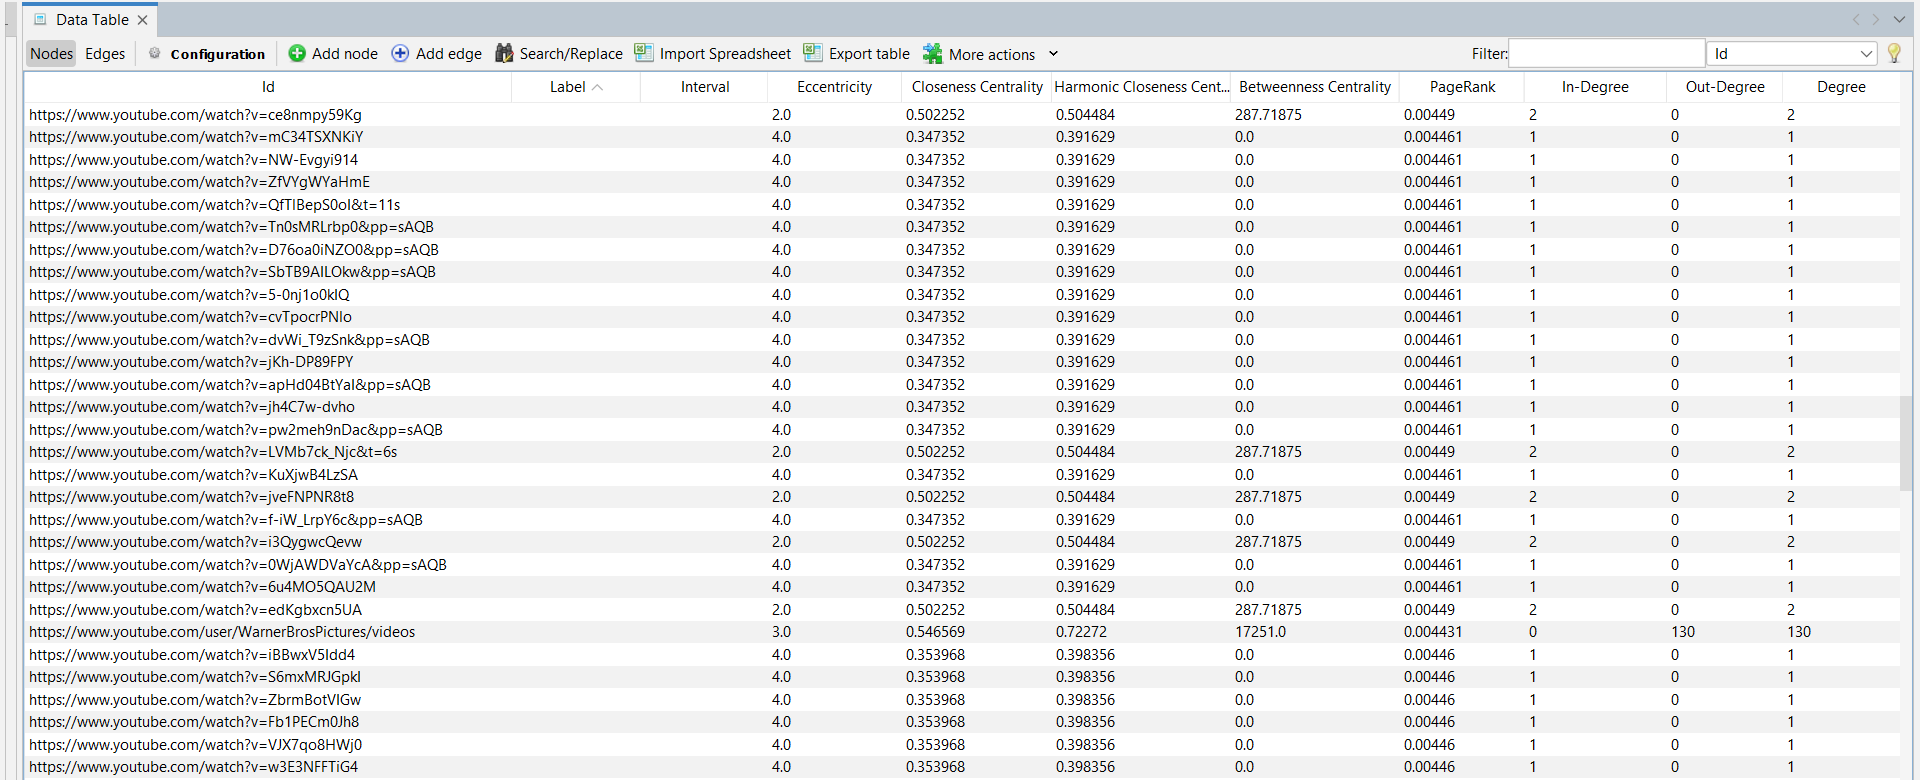 Data Table
Nodes Edges Configuration Add node Add edge Search/Replace Import Spreadsheet Export table More actions Filter: Id
Id Label Interval Eccentricity Closeness Centrality Harmonic Closeness Cent... Betweenness Centrality PageRank In-Degree Out-Degree Degree
https://www.youtube.com/watch?v=ce8nmpy59Kg 2.0 0.502252 0.504484 287.71875 0.00449 2 0 2
https://www.youtube.com/watch?v=mC34TSXNKiY 4.0 0.347352 0.391629 0.0 0.004461 1 0 1
https://www.youtube.com/watch?v=NW-Evgyi914 4.0 0.347352 0.391629 0.0 0.004461 1 0 1
https://www.youtube.com/watch?v=ZfVYgWYaHmE 4.0 0.347352 0.391629 0.0 0.004461 1 0 1
https://www.youtube.com/watch?v=QfTlBepS0oI&t=11s 4.0 0.347352 0.391629 0.0 0.004461 1 0 1
https://www.youtube.com/watch?v=Tn0sMRLrbp0&pp=sAQB 4.0 0.347352 0.391629 0.0 0.004461 1 0 1
https://www.youtube.com/watch?v=D76oa0iNZO0&pp=sAQB 4.0 0.347352 0.391629 0.0 0.004461 1 0 1
https://www.youtube.com/watch?v=SbTB9AILOkw&pp=sAQB 4.0 0.347352 0.391629 0.0 0.004461 1 0 1
https://www.youtube.com/watch?v=5-0nj1o0kIQ 4.0 0.347352 0.391629 0.0 0.004461 1 0 1
https://www.youtube.com/watch?v=cvTpocrPNIo 4.0 0.347352 0.391629 0.0 0.004461 1 0 1
https://www.youtube.com/watch?v=dvWi_T9zSnk&pp=sAQB 4.0 0.347352 0.391629 0.0 0.004461 1 0 1
https://www.youtube.com/watch?v=jKh-DP89FPY 4.0 0.347352 0.391629 0.0 0.004461 1 0 1
https://www.youtube.com/watch?v=apHd04BtYaI&pp=sAQB 4.0 0.347352 0.391629 0.0 0.004461 1 0 1
https://www.youtube.com/watch?v=jh4C7w-dvho 4.0 0.347352 0.391629 0.0 0.004461 1 0 1
https://www.youtube.com/watch?v=pw2meh9nDac&pp=sAQB 4.0 0.347352 0.391629 0.0 0.004461 1 0 1
https://www.youtube.com/watch?v=LVMb7ck_Njc&t=6s 2.0 0.502252 0.504484 287.71875 0.00449 2 0 2
https://www.youtube.com/watch?v=KuXjwB4LzSA 4.0 0.347352 0.391629 0.0 0.004461 1 0 1
https://www.youtube.com/watch?v=jveFNPNR8t8 2.0 0.502252 0.504484 287.71875 0.00449 2 0 2
https://www.youtube.com/watch?v=f-iW_LrpY6c&pp=sAQB 4.0 0.347352 0.391629 0.0 0.004461 1 0 1
https://www.youtube.com/watch?v=i3QygwcQevw 2.0 0.502252 0.504484 287.71875 0.00449 2 0 2
https://www.youtube.com/watch?v=0WjAWDVaYcA&pp=sAQB 4.0 0.347352 0.391629 0.0 0.004461 1 0 1
https://www.youtube.com/watch?v=6u4MO5QAU2M 4.0 0.347352 0.391629 0.0 0.004461 1 0 1
https://www.youtube.com/watch?v=edKgbxcn5UA 2.0 0.502252 0.504484 287.71875 0.00449 2 0 2
https://www.youtube.com/user/WarnerBrosPictures/videos 3.0 0.546569 0.72272 17251.0 0.004431 0 130 130
https://www.youtube.com/watch?v=iBBwxV5Idd4 4.0 0.353968 0.398356 0.0 0.00446 1 0 1
https://www.youtube.com/watch?v=S6mxMRJGpkI 4.0 0.353968 0.398356 0.0 0.00446 1 0 1
https://www.youtube.com/watch?v=ZbrmBotVIGw 4.0 0.353968 0.398356 0.0 0.00446 1 0 1
https://www.youtube.com/watch?v=Fb1PECm0Jh8 4.0 0.353968 0.398356 0.0 0.00446 1 0 1
https://www.youtube.com/watch?v=VJX7qo8HWj0 4.0 0.353968 0.398356 0.0 0.00446 1 0 1
https://www.youtube.com/watch?v=w3E3NFFTiG4 4.0 0.353968 0.398356 0.0 0.00446 1 0 1